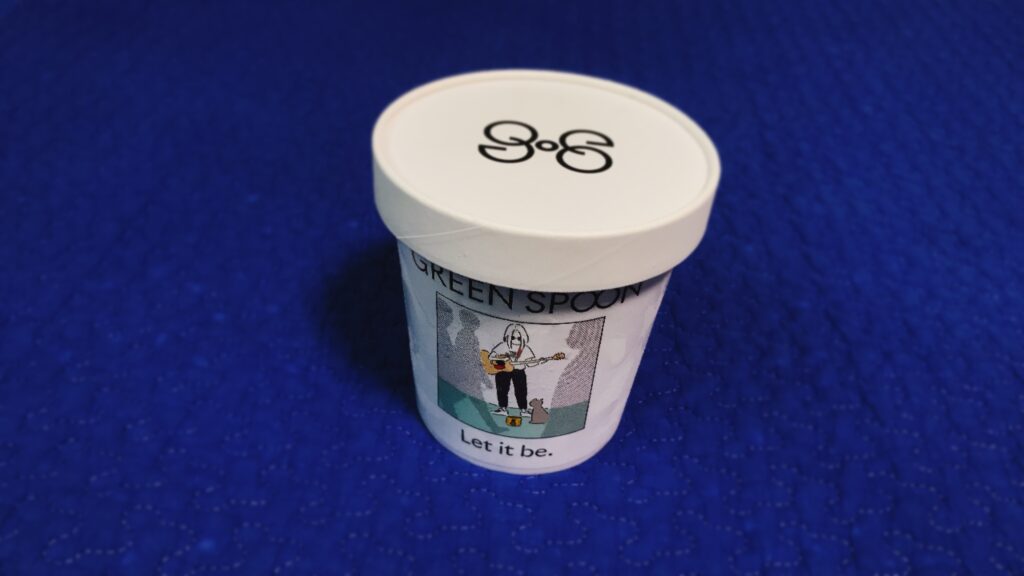 GREEN SPOON
Let it be.